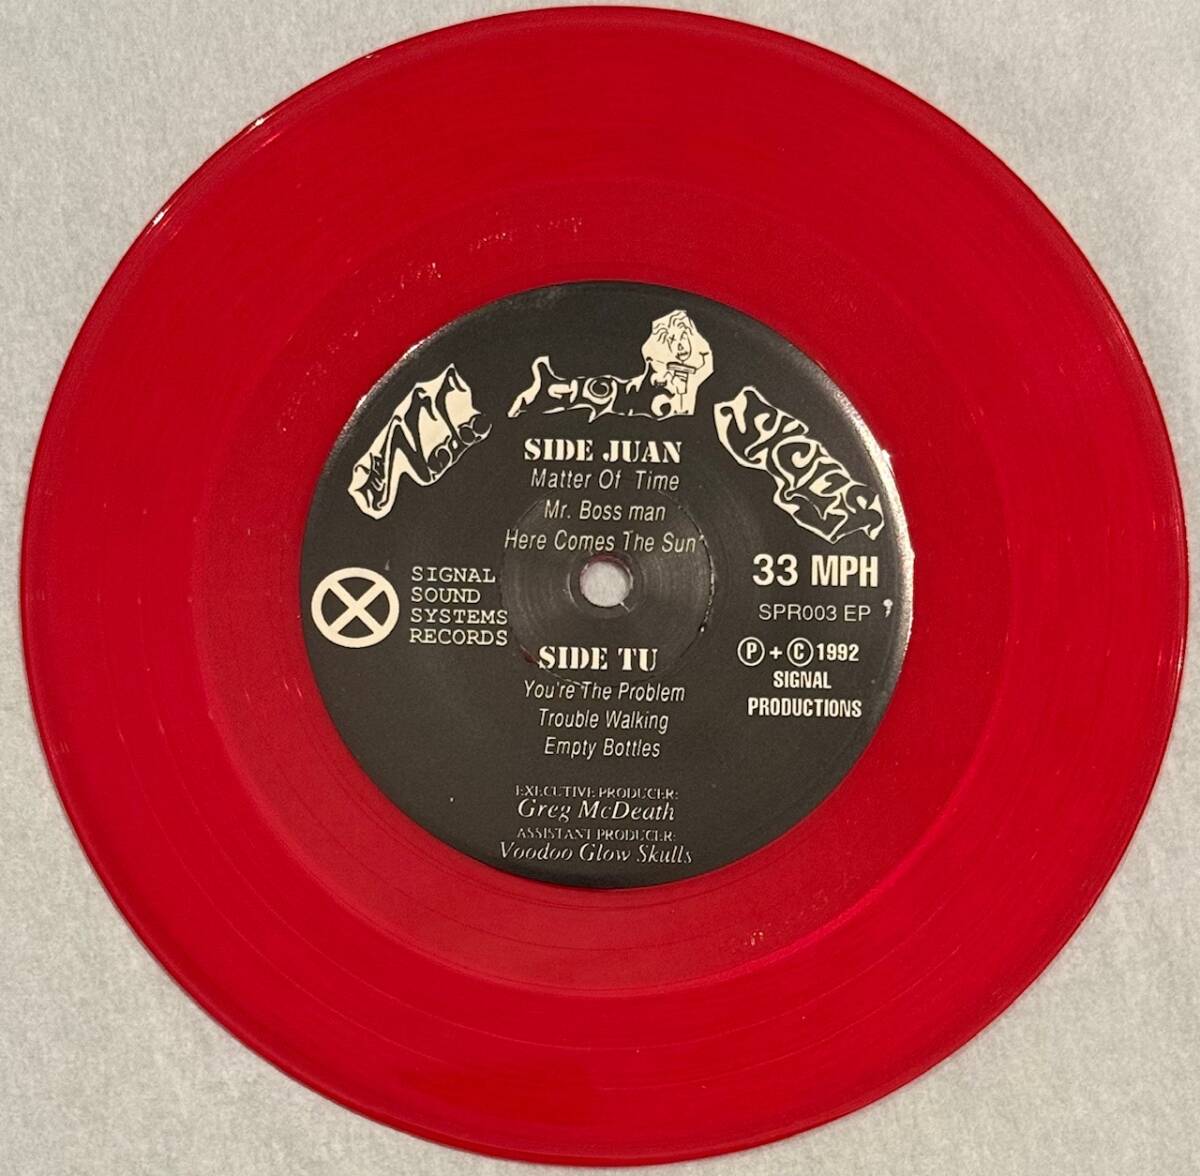 SIDE JUAN
Matter Of Time
Mr. Boss man
Here Comes The Sun
SIGNAL
SOUND
SYSTEMS
RECORDS
33 MPH
SPR003 EP
Ⓟ + © 1992
SIGNAL
PRODUCTIONS
SIDE TU
You're The Problem
Trouble Walking
Empty Bottles
EXECUTIVE PRODUCER:
Greg McDeath
ASSISTANT PRODUCER:
Voodoo Glow Skulls